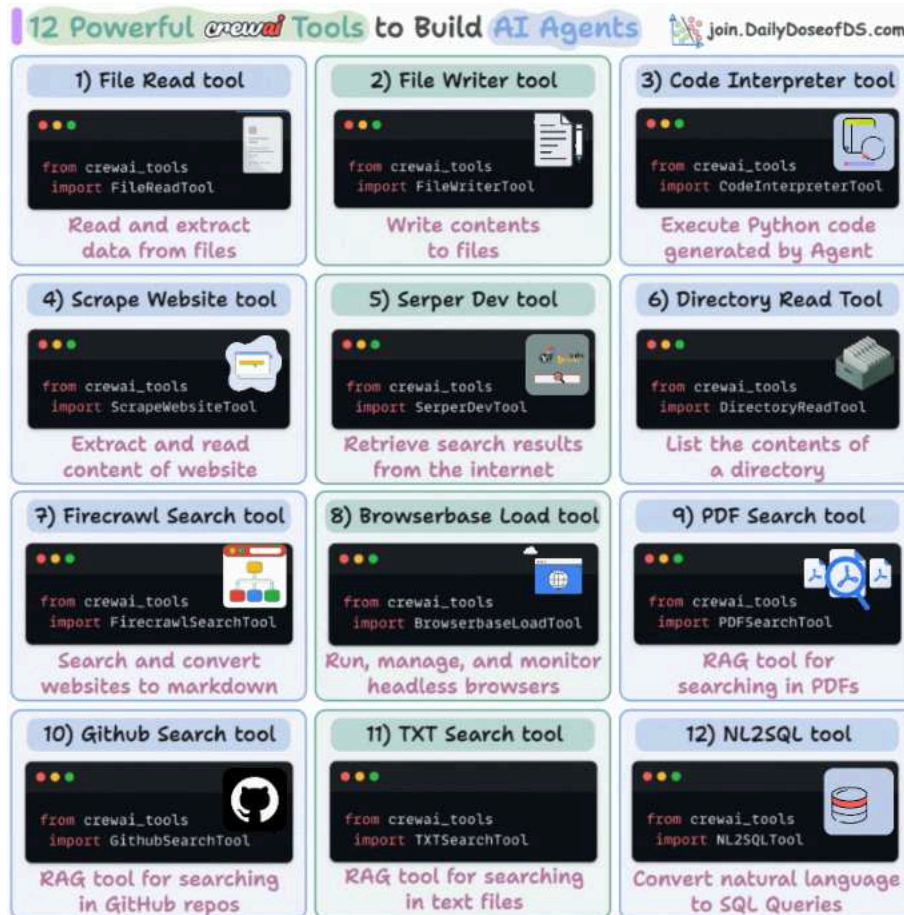 12 Powerful crewai Tools to Build AI Agents
join.DailyDoseofDS.com
1) File Read tool
from crewai_tools
import FileReadTool
Read and extract
data from files
2) File Writer tool
from crewai_tools
import FileWriterTool
Write contents
to files
3) Code Interpreter tool
from crewai_tools
import CodeInterpreterTool
Execute Python code
generated by Agent
4) Scrape Website tool
from crewai_tools
import ScrapeWebsiteTool
Extract and read
content of website
5) Serper Dev tool
from crewai_tools
import SerperDevTool
Retrieve search results
from the internet
6) Directory Read Tool
from crewai_tools
import DirectoryReadTool
List the contents of
a directory
7) Firecrawl Search tool
from crewai_tools
import FirecrawlSearchTool
Search and convert
websites to markdown
8) Browserbase Load tool
from crewai_tools
import BrowserbaseLoadTool
Run, manage, and monitor
headless browsers
9) PDF Search tool
from crewai_tools
import PDFSearchTool
RAG tool for
searching in PDFs
10) Github Search tool
from crewai_tools
import GithubSearchTool
RAG tool for searching
in GitHub repos
11) TXT Search tool
from crewai_tools
import TXTSearchTool
RAG tool for searching
in text files
12) NL2SQL tool
from crewai_tools
import NL2SQLTool
Convert natural language
to SQL Queries